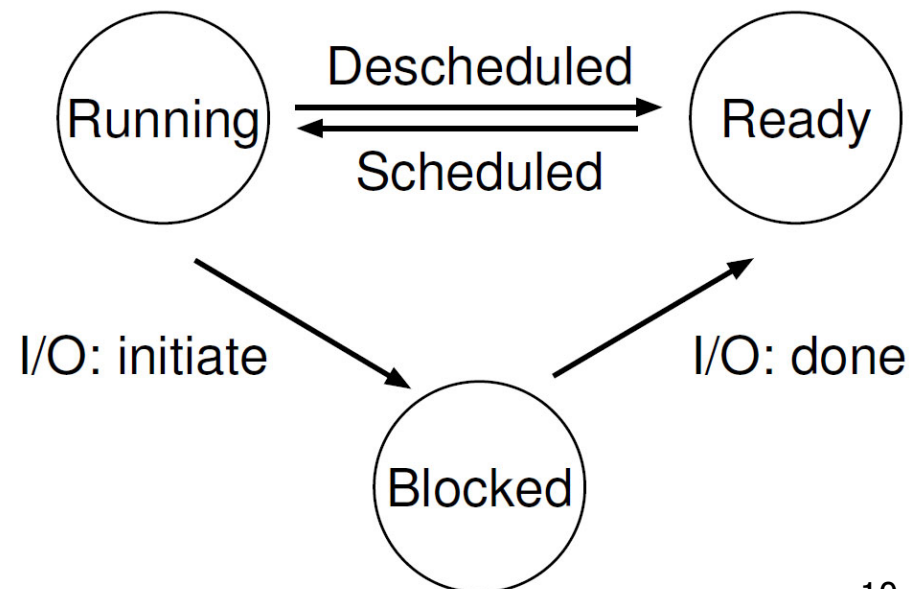 Descheduled
Running
Ready
Scheduled
I/O: initiate
I/O: done
Blocked